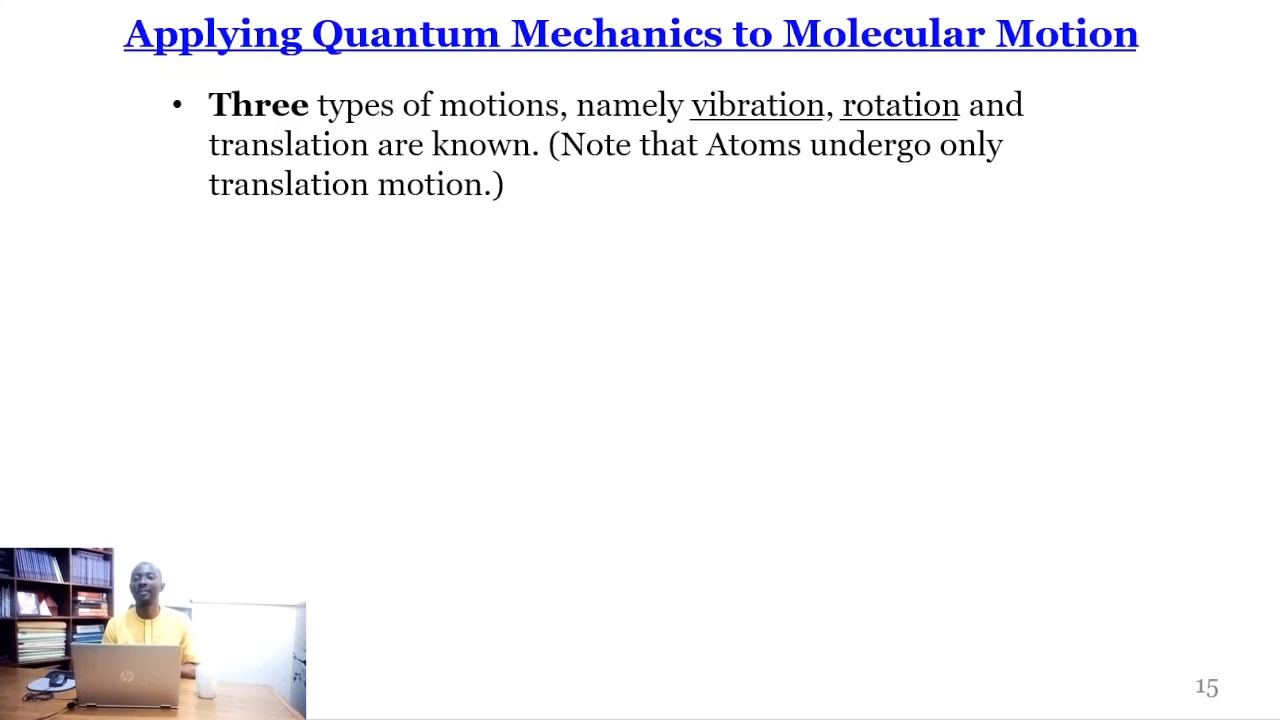 Applying Quantum Mechanics to Molecular Motion
• Three types of motions, namely vibration, rotation and
translation are known. (Note that Atoms undergo only
translation motion.)
hp
15